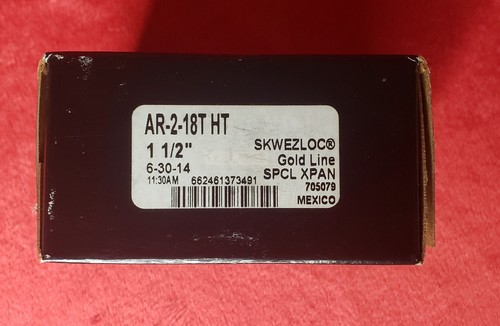 AR-2-18T HT
1 1/2"
SKWEZLOC®
6-30-14
Gold Line
11:30AM 662461373491
SPCL XPAN
705079
MEXICO